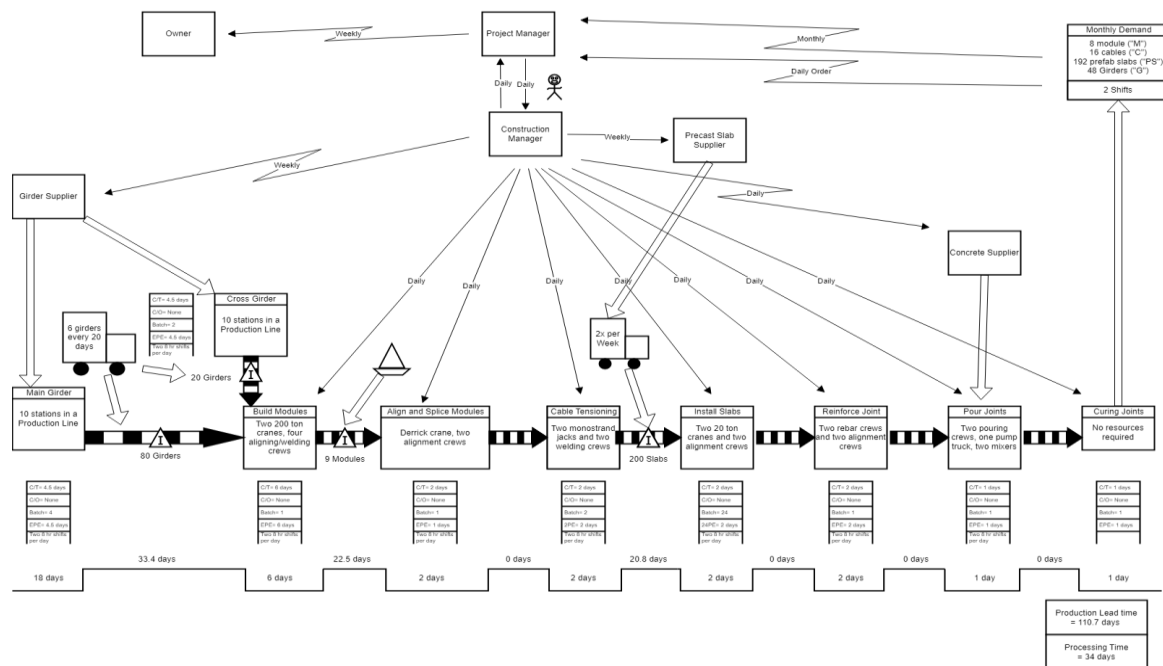 Owner
Weekly
Project Manager
Monthly
Daily Order
Monthly Demand
8 module ("M")
16 cables ("C")
192 prefab slabs ("PS")
48 Girders ("G")
2 Shifts
Daily
Daily
Construction
Manager
Weekly
Precast Slab
Supplier
Weekly
Daily
Girder Supplier
Concrete Supplier
Daily
Daily
Daily
Daily
Daily
Daily
Daily
6 girders
every 20
days
C/T= 4.5 days
C/O= None
Batch= 2
EPE= 4.5 days
Two 8 hr shifts
per day
Cross Girder
10 stations in a
Production Line
20 Girders
I
2x per
Week
Main Girder
10 stations in a
Production Line
I
80 Girders
Build Modules
Two 200 ton
cranes, four
aligning/welding
crews
I
9 Modules
Align and Splice Modules
Derrick crane, two
alignment crews
Cable Tensioning
Two monostrand
jacks and two
welding crews
I
200 Slabs
Install Slabs
Two 20 ton
cranes and two
alignment crews
Reinforce Joint
Two rebar crews
and two alignment
crews
Pour Joints
Two pouring
crews, one pump
truck, two mixers
Curing Joints
No resources
required
C/T= 4.5 days
C/O= None
Batch= 4
EPE= 4.5 days
Two 8 hr shifts
per day
C/T= 6 days
C/O= None
Batch= 1
EPE= 6 days
Two 8 hr shifts
per day
C/T= 2 days
C/O= None
Batch= 1
EPE= 1 days
Two 8 hr shifts
per day
C/T= 2 days
C/O= None
Batch= 2
2PE= 2 days
Two 8 hr shifts
per day
C/T= 2 days
C/O= None
Batch= 24
24PE= 2 days
Two 8 hr shifts
per day
C/T= 2 days
C/O= None
Batch= 1
EPE= 2 days
Two 8 hr shifts
per day
C/T= 1 days
C/O= None
Batch= 1
EPE= 1 days
Two 8 hr shifts
per day
C/T= 1 days
C/O= None
Batch= 1
EPE= 1 days
18 days
33.4 days
6 days
22.5 days
2 days
0 days
2 days
20.8 days
2 days
0 days
2 days
0 days
1 day
0 days
1 day
Production Lead time
= 110.7 days
Processing Time
= 34 days